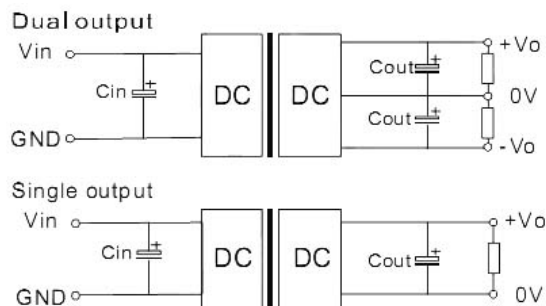 Dual output
Vin
+
Cin
GND
DC
DC
+
Cout
+
Cout
+Vo
0V
-Vo
Single output
Vin
+
Cin
GND
DC
DC
+
Cout
+Vo
0V